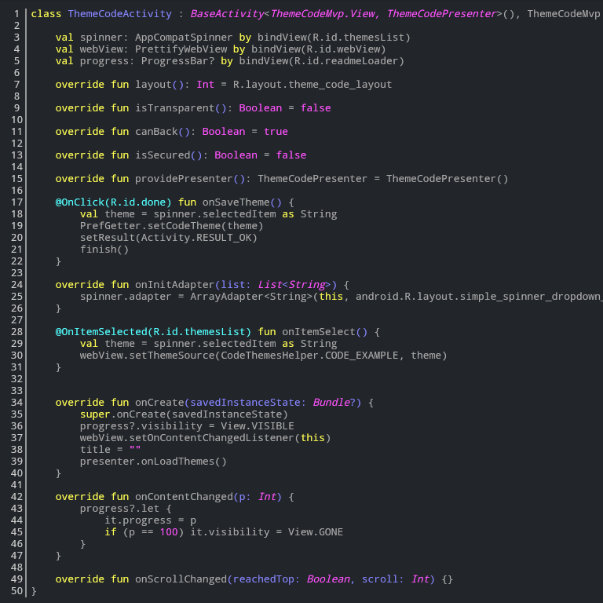 1 class ThemeCodeActivity : BaseActivity<ThemeCodeMvp.View, ThemeCodePresenter>(), ThemeCodeMvp
2
3 val spinner: AppCompatSpinner by bindView(R.id.themesList)
4 val webView: PrettifyWebView by bindView(R.id.webView)
5 val progress: ProgressBar? by bindView(R.id.readmeLoader)
6
7 override fun layout(): Int = R.layout.theme_code_layout
8
9 override fun isTransparent(): Boolean = false
10
11 override fun canBack(): Boolean = true
12
13 override fun isSecured(): Boolean = false
14
15 override fun providePresenter(): ThemeCodePresenter = ThemeCodePresenter()
16
17 @OnClick(R.id.done) fun onSaveTheme() {
18 val theme = spinner.selectedItem as String
19 PrefGetter.setCodeTheme(theme)
20 setResult(Activity.RESULT_OK)
21 finish()
22 }
23
24 override fun onInitAdapter(list: List<String>) {
25 spinner.adapter = ArrayAdapter<String>(this, android.R.layout.simple_spinner_dropdown_
26 }
27
28 @OnItemSelected(R.id.themesList) fun onItemSelect() {
29 val theme = spinner.selectedItem as String
30 webView.setThemeSource(CodeThemesHelper.CODE_EXAMPLE, theme)
31 }
32
33
34 override fun onCreate(savedInstanceState: Bundle?) {
35 super.onCreate(savedInstanceState)
36 progress?.visibility = View.VISIBLE
37 webView.setOnContentChangedListener(this)
38 title = ""
39 presenter.onLoadThemes()
40 }
41
42 override fun onContentChanged(p: Int) {
43 progress?.let {
44 it.progress = p
45 if (p == 100) it.visibility = View.GONE
46 }
47 }
48
49 override fun onScrollChanged(reachedTop: Boolean, scroll: Int) {}
50 }